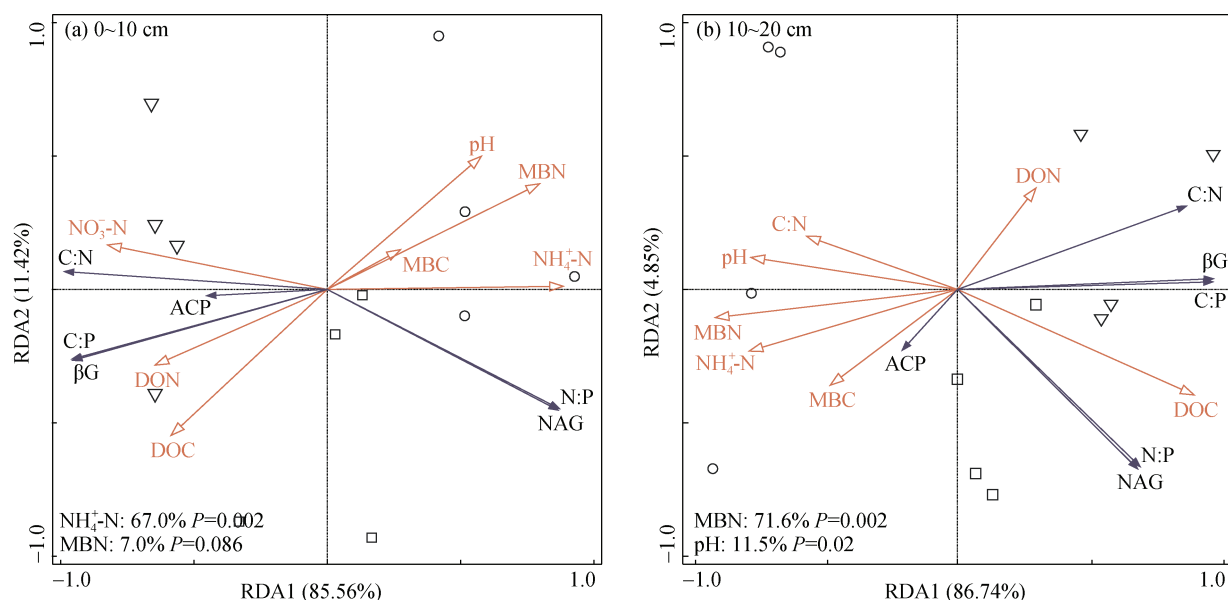 (a) 0~10 cm
1.0
pH
MBN
NO₃⁻-N
C:N
MBC
NH₄⁺-N
ACP
C:P
βG
DON
DOC
N:P
NAG
NH₄⁺-N: 67.0% P=0.002
MBN: 7.0% P=0.086
-1.0
RDA2 (11.42%)
-1.0
1.0
RDA1 (85.56%)
(b) 10~20 cm
1.0
DON
C:N
C:N
pH
βG
C:P
MBN
NH₄⁺-N
ACP
MBC
DOC
N:P
NAG
MBN: 71.6% P=0.002
pH: 11.5% P=0.02
-1.0
RDA2 (4.85%)
-1.0
1.0
RDA1 (86.74%)